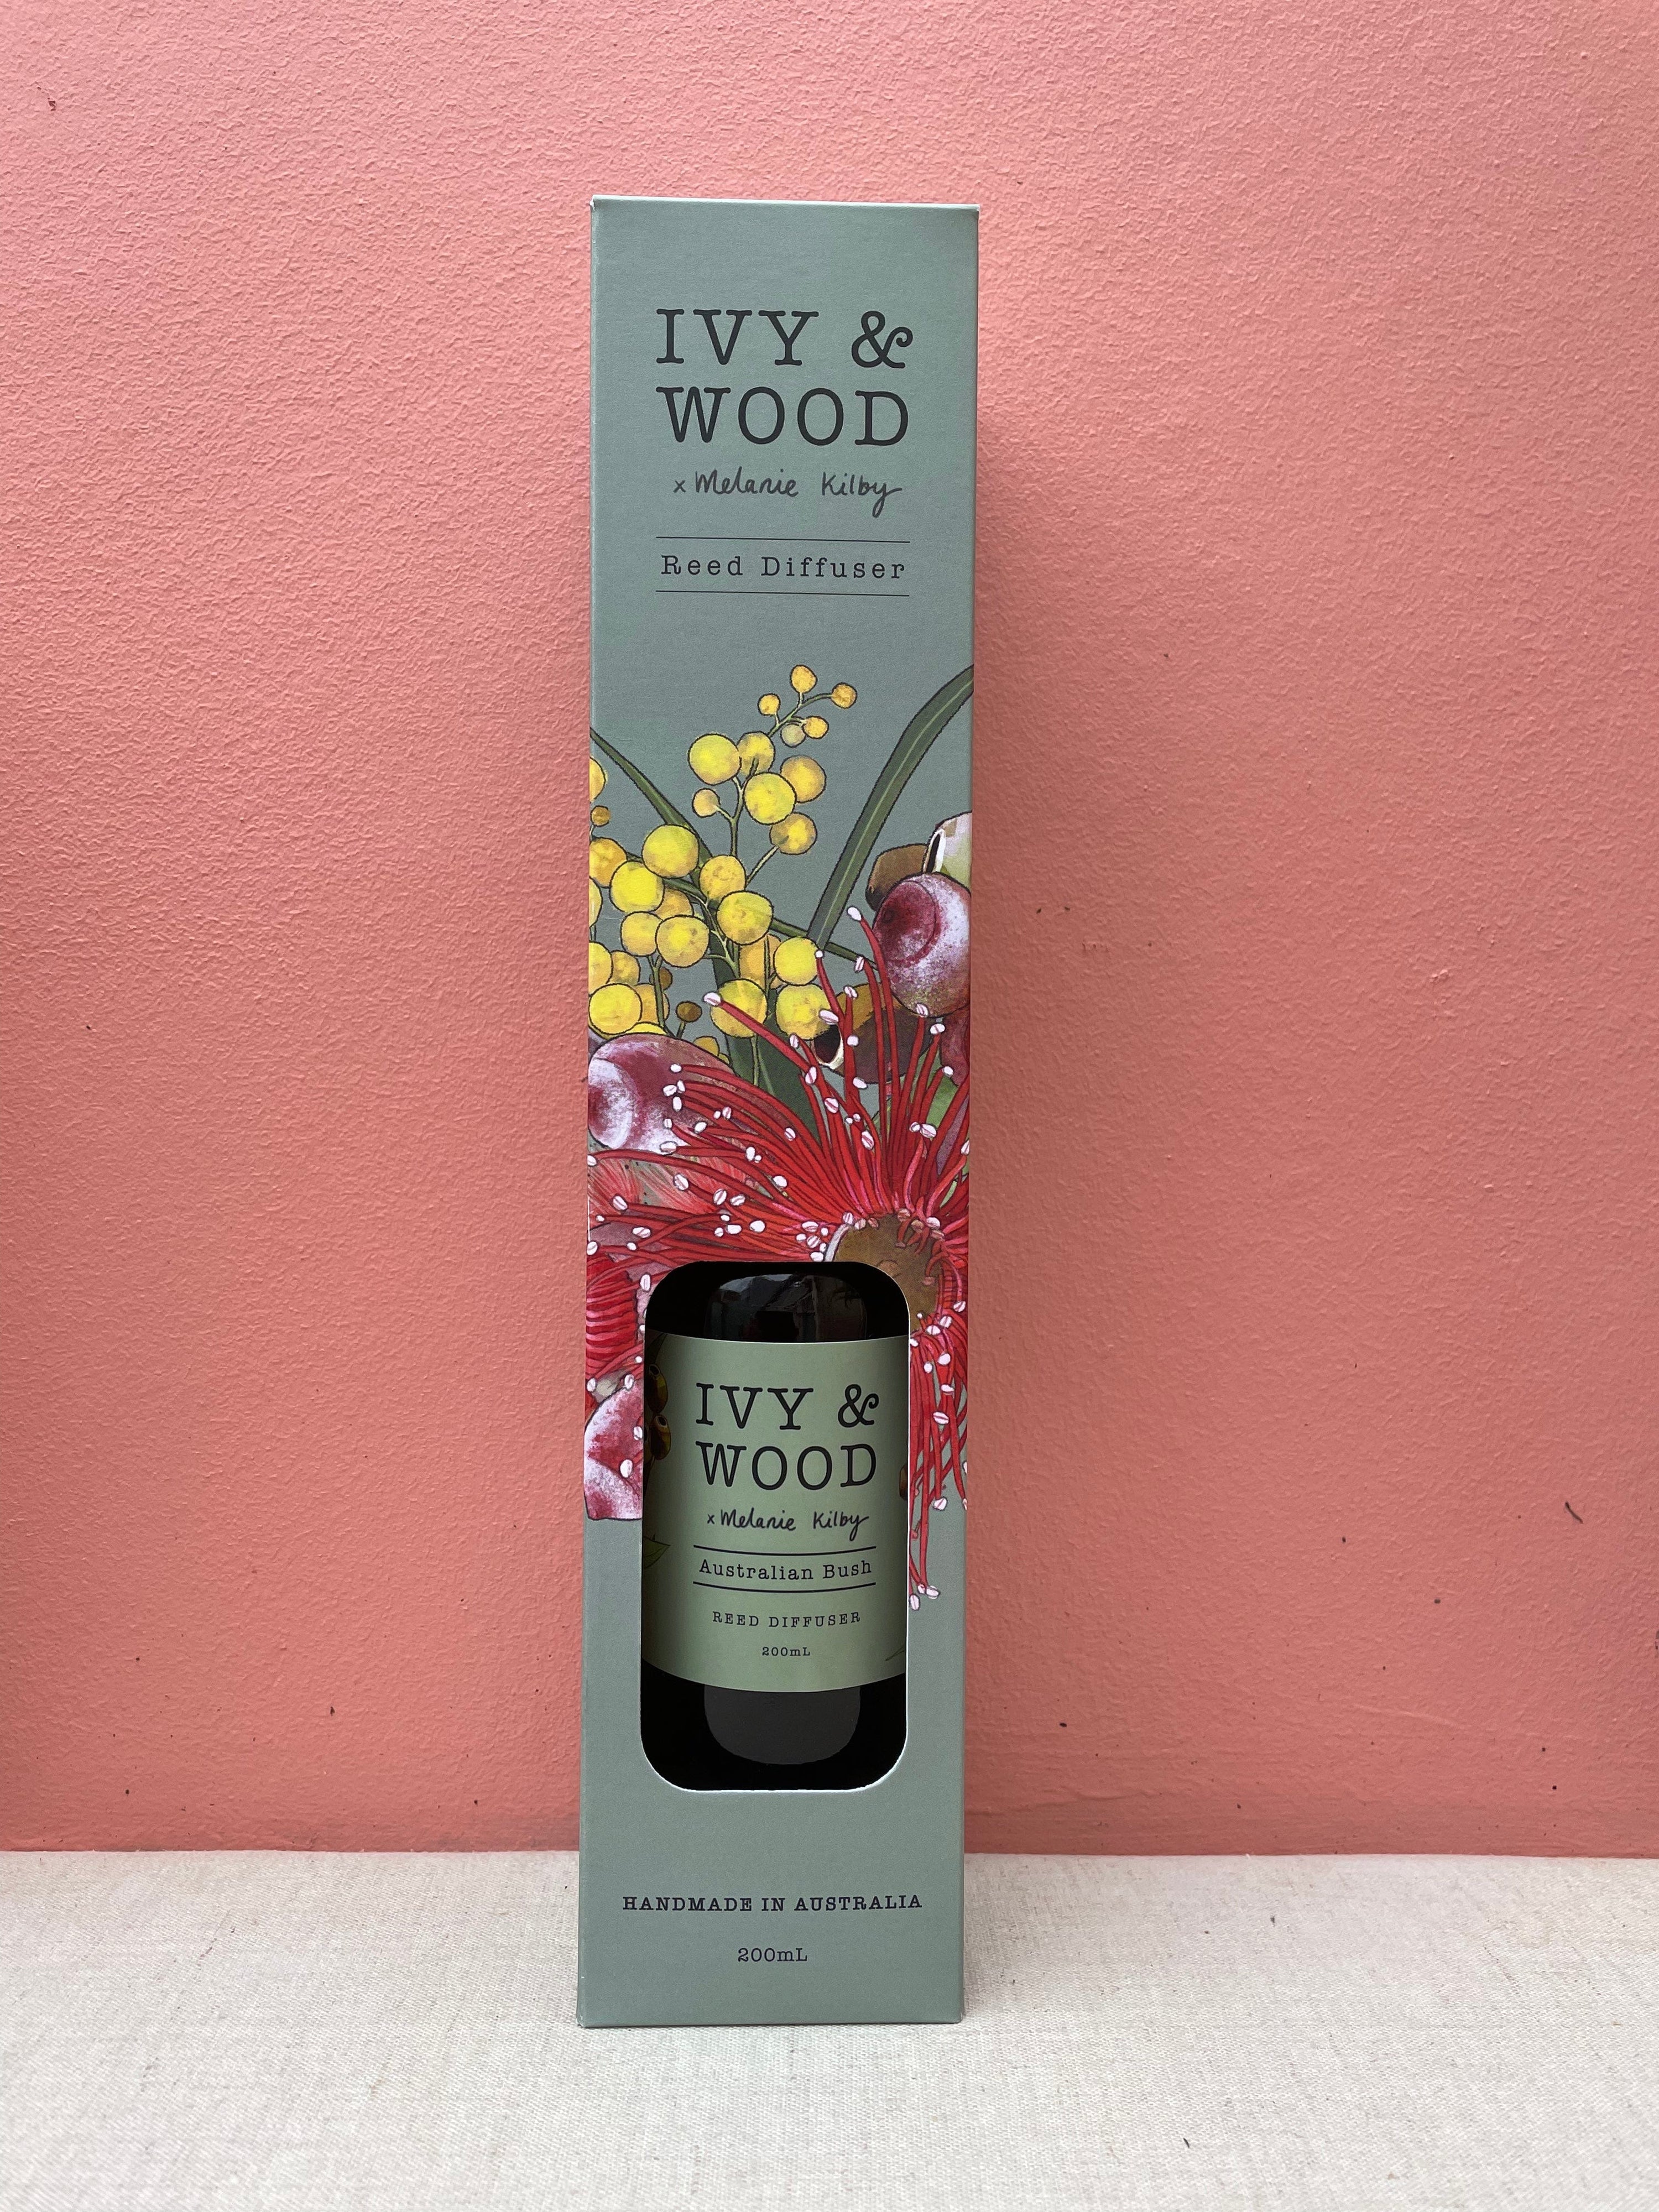 IVY &
WOOD
x Melanie Kilby
Reed Diffuser
IVY &
WOOD
x Melanie Kilby
Australian Bush
REED DIFFUSER
200mL
HANDMADE IN AUSTRALIA
200mL